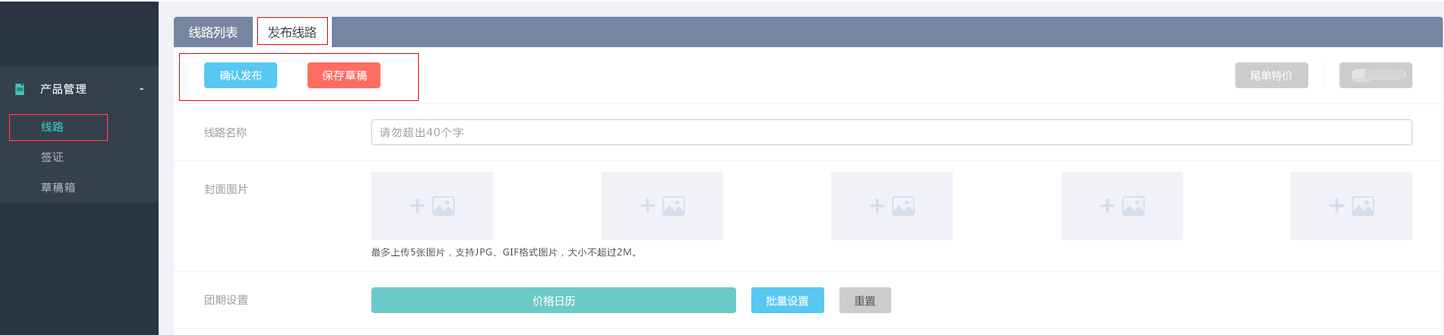 线路列表 发布线路
产品管理 -
线路
签证
草稿箱
确认发布 保存草稿 尾单特价
线路名称 请勿超出40个字
封面图片
最多上传5张图片，支持JPG、GIF格式图片，大小不超过2M。
团期设置 价格日历 批量设置 重置